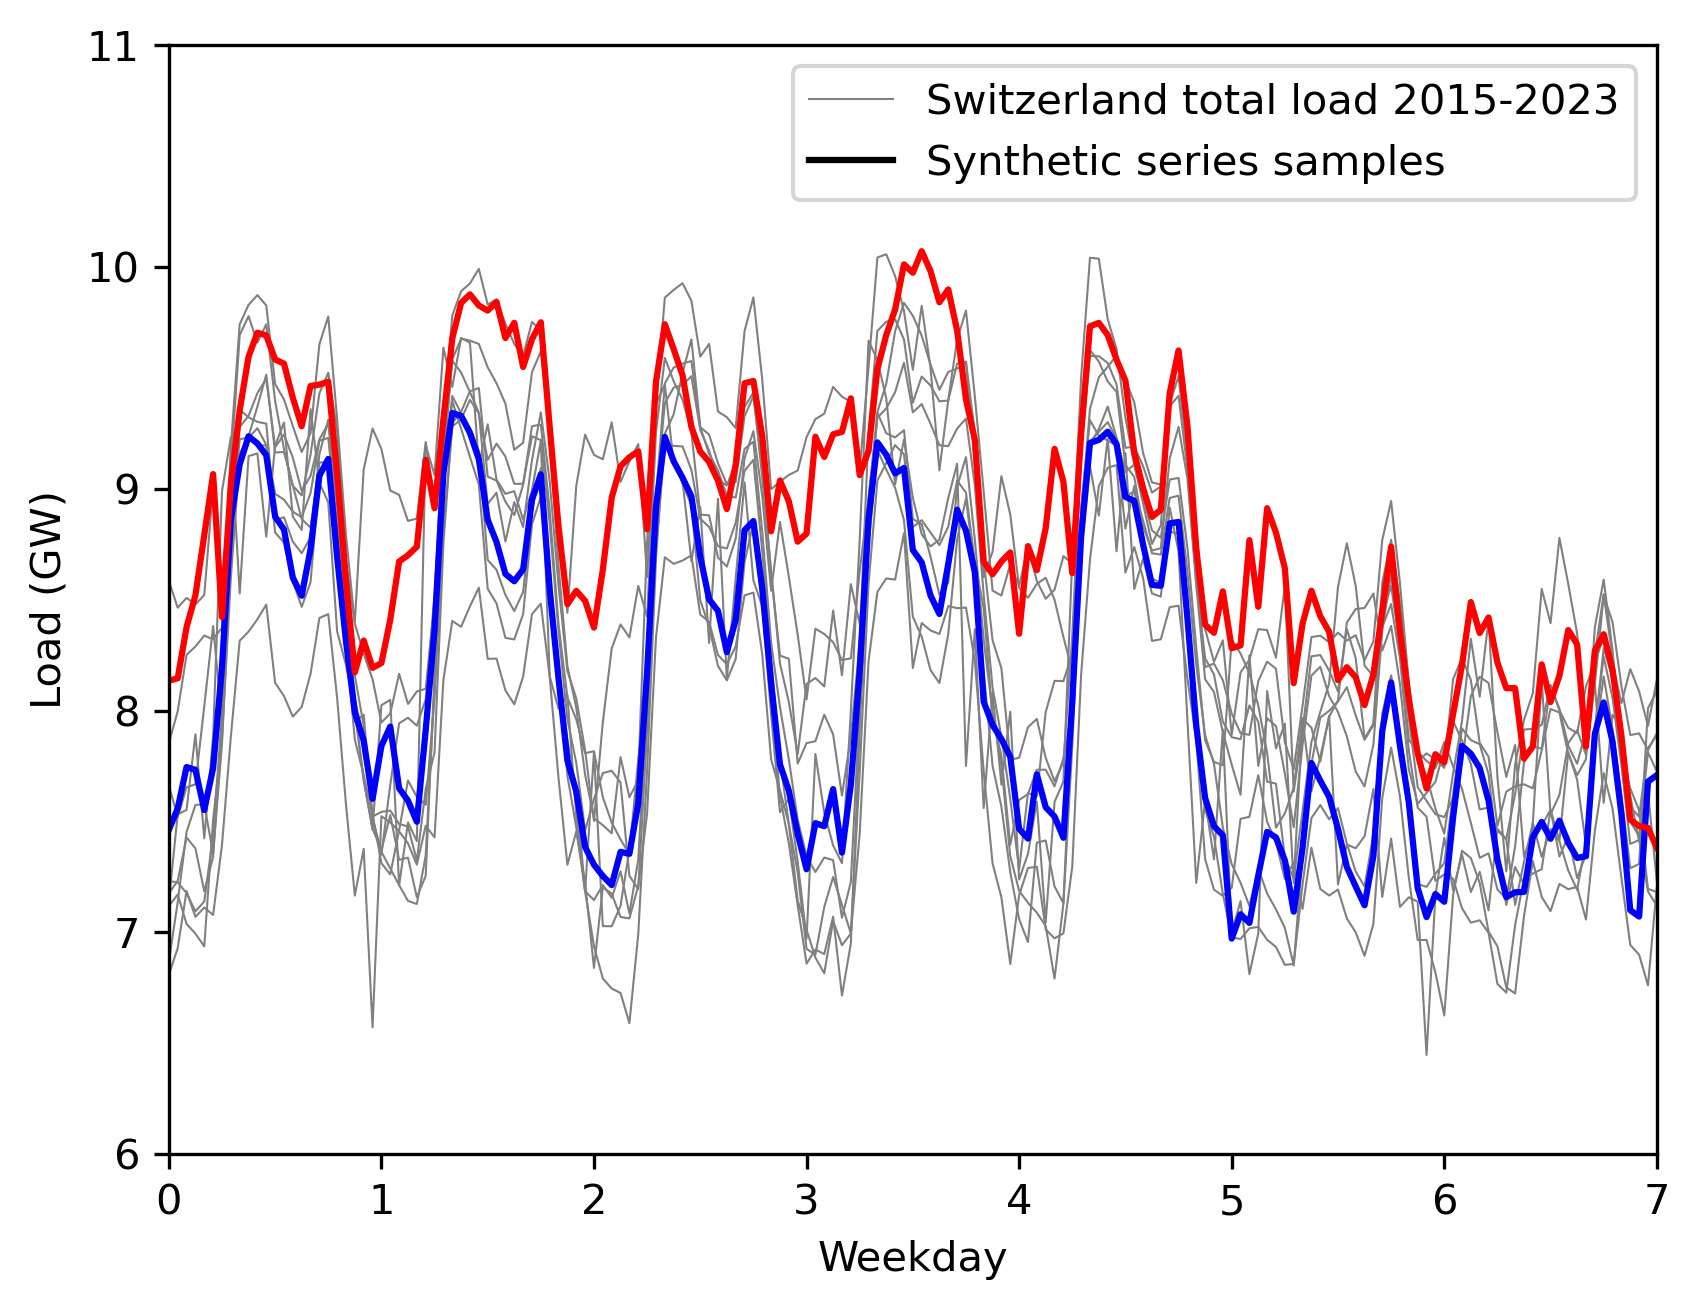 11
10
9
8
7
6
Load (GW)
Switzerland total load 2015-2023
Synthetic series samples
0 1 2 3 4 5 6 7
Weekday